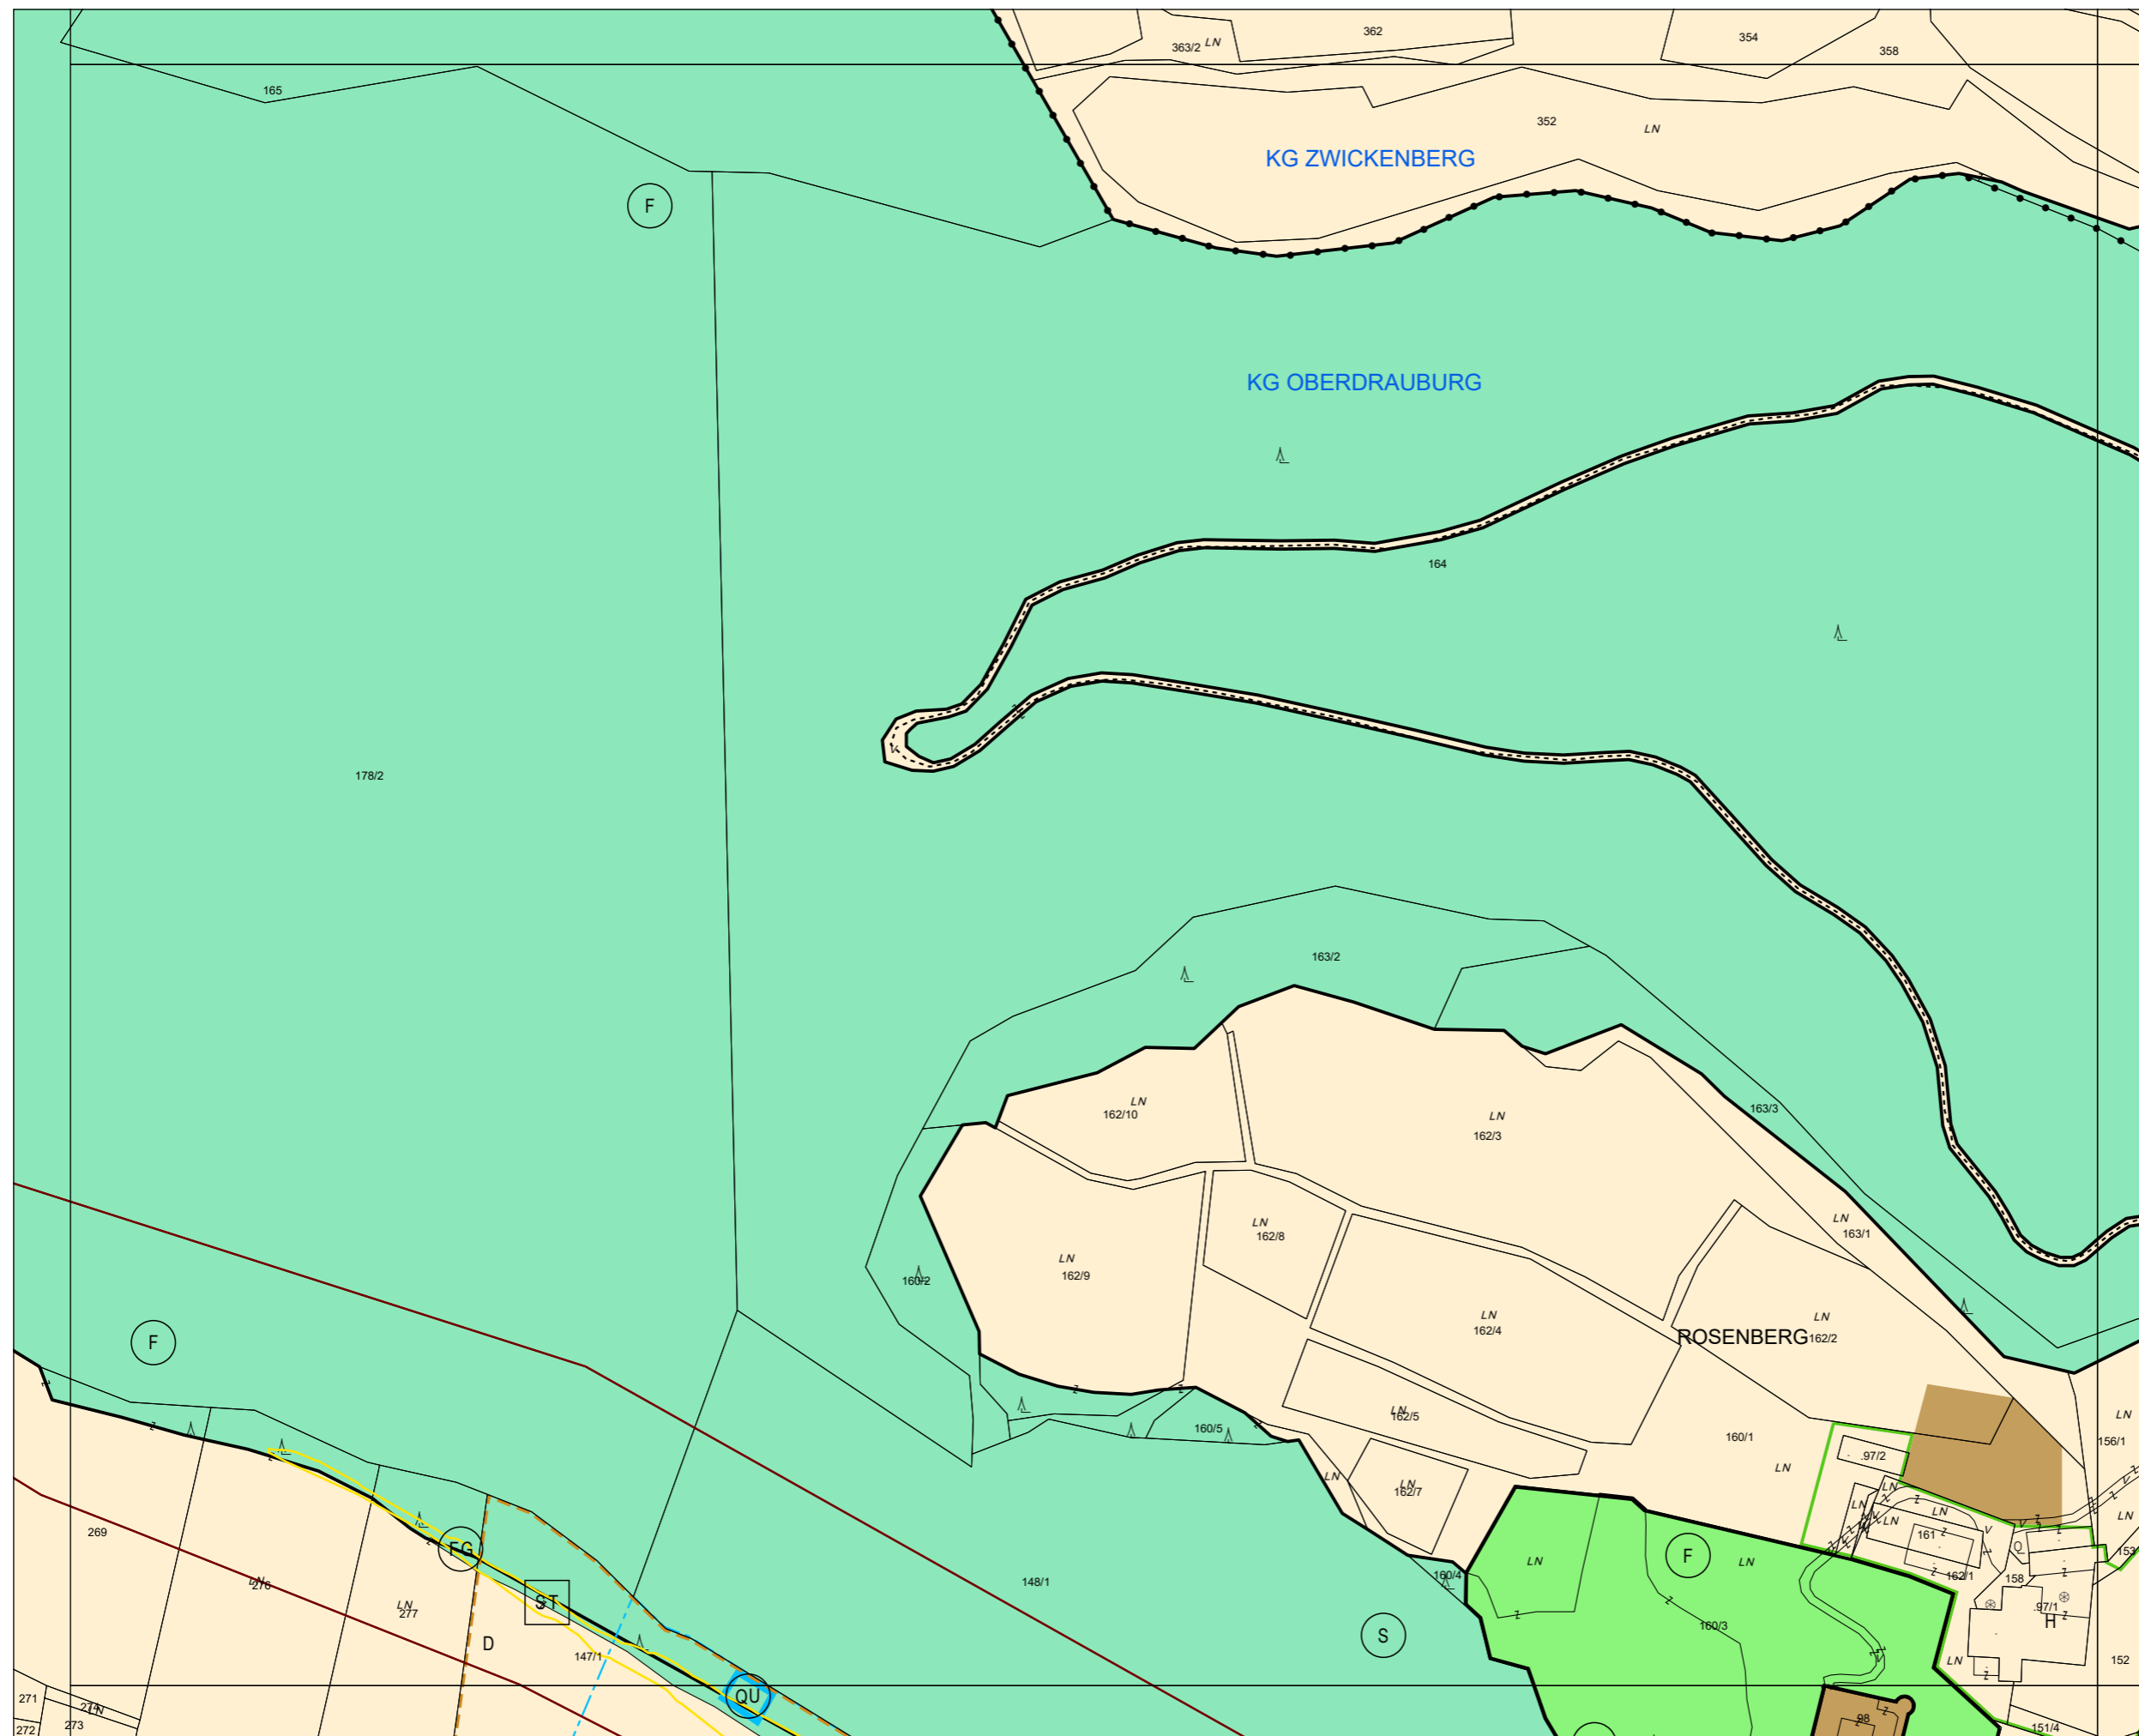 362
363/2
LN
354
358
165
352
LN
KG ZWICKENBERG
F
KG OBERDRAUBURG
164
178/2
163/2
LN
162/10
163/3
LN
162/3
LN
163/1
LN
162/8
LN
162/9
160/2
LN
162/4
LN
162/2
ROSENBERG
F
LN
162/5
160/5
160/1
LN
LN
156/1
.97/2
LN
LN
162/7
LN
LN
LN
LN
LN
161
269
FG
F
LN
LN
160/4
148/1
153
162/1
158
LN
276
LN
277
ST
.97/1
H
160/3
S
D
147/1
LN
152
QU
271
274
LN
273
272
98
151/4